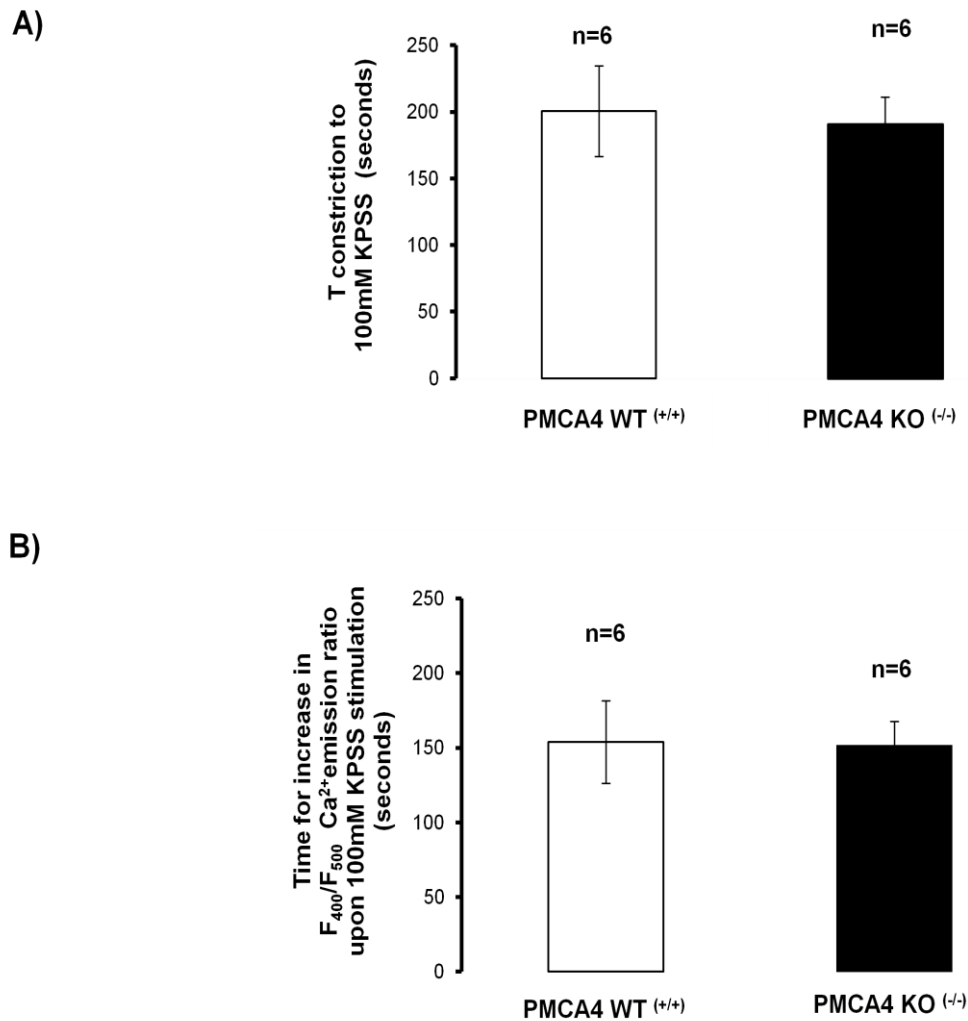 A)
n=6
n=6
T constriction to
100mM KPSS (seconds)
250
200
150
100
50
0
PMCA4 WT (+/+)
PMCA4 KO (-/-)
B)
Time for increase in
F400/F500 Ca2+emission ratio
upon 100mM KPSS stimulation
(seconds)
250
200
150
100
50
0
n=6
n=6
PMCA4 WT (+/+)
PMCA4 KO (-/-)